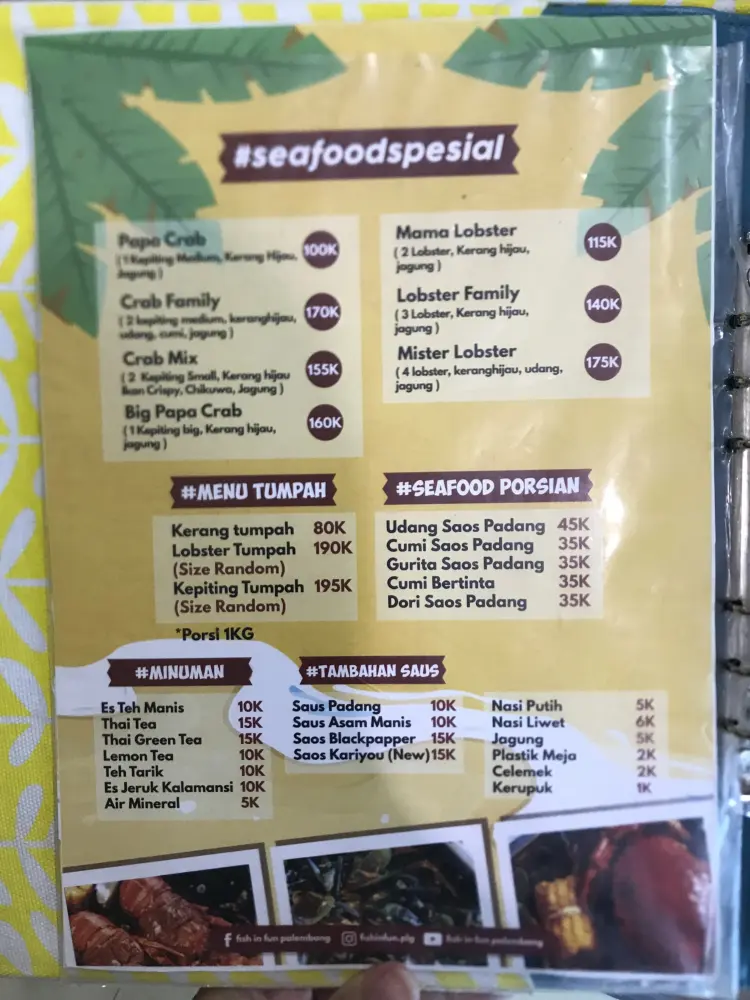 #seafoodspesial
Papa Crab 100K
( 1 Kepiting Medium, Kerang Hijau,
Jagung )
Crab Family 170K
( 2 kepiting medium, keranghijau,
udang, cumi, jagung )
Crab Mix 155K
( 2 Kepiting Small, Kerang hijau
Ikan Crispy, Chikuwa, Jagung )
Big Papa Crab 160K
( 1 Kepiting big, Kerang hijau,
jagung )
Mama Lobster 115K
( 2 Lobster, Kerang hijau,
jagung )
Lobster Family 140K
( 3 Lobster, Kerang hijau,
jagung )
Mister Lobster 175K
( 4 lobster, keranghijau, udang,
jagung )
#MENU TUMPAH
Kerang tumpah 80K
Lobster Tumpah 190K
(Size Random)
Kepiting Tumpah 195K
(Size Random)
*Porsi 1KG
#SEAFOOD PORSIAN
Udang Saos Padang 45K
Cumi Saos Padang 35K
Gurita Saos Padang 35K
Cumi Bertinta 35K
Dori Saos Padang 35K
#MINUMAN
Es Teh Manis 10K
Thai Tea 15K
Thai Green Tea 15K
Lemon Tea 10K
Teh Tarik 10K
Es Jeruk Kalamansi 10K
Air Mineral 5K
#TAMBAHAN SAUS
Saus Padang 10K
Saus Asam Manis 10K
Saos Blackpapper 15K
Saos Kariyou (New) 15K
Nasi Putih 5K
Nasi Liwet 6K
Jagung 5K
Plastik Meja 2K
Celemek 2K
Kerupuk 1K
fish in fun palembang fishinfun.plg fish in fun palembang